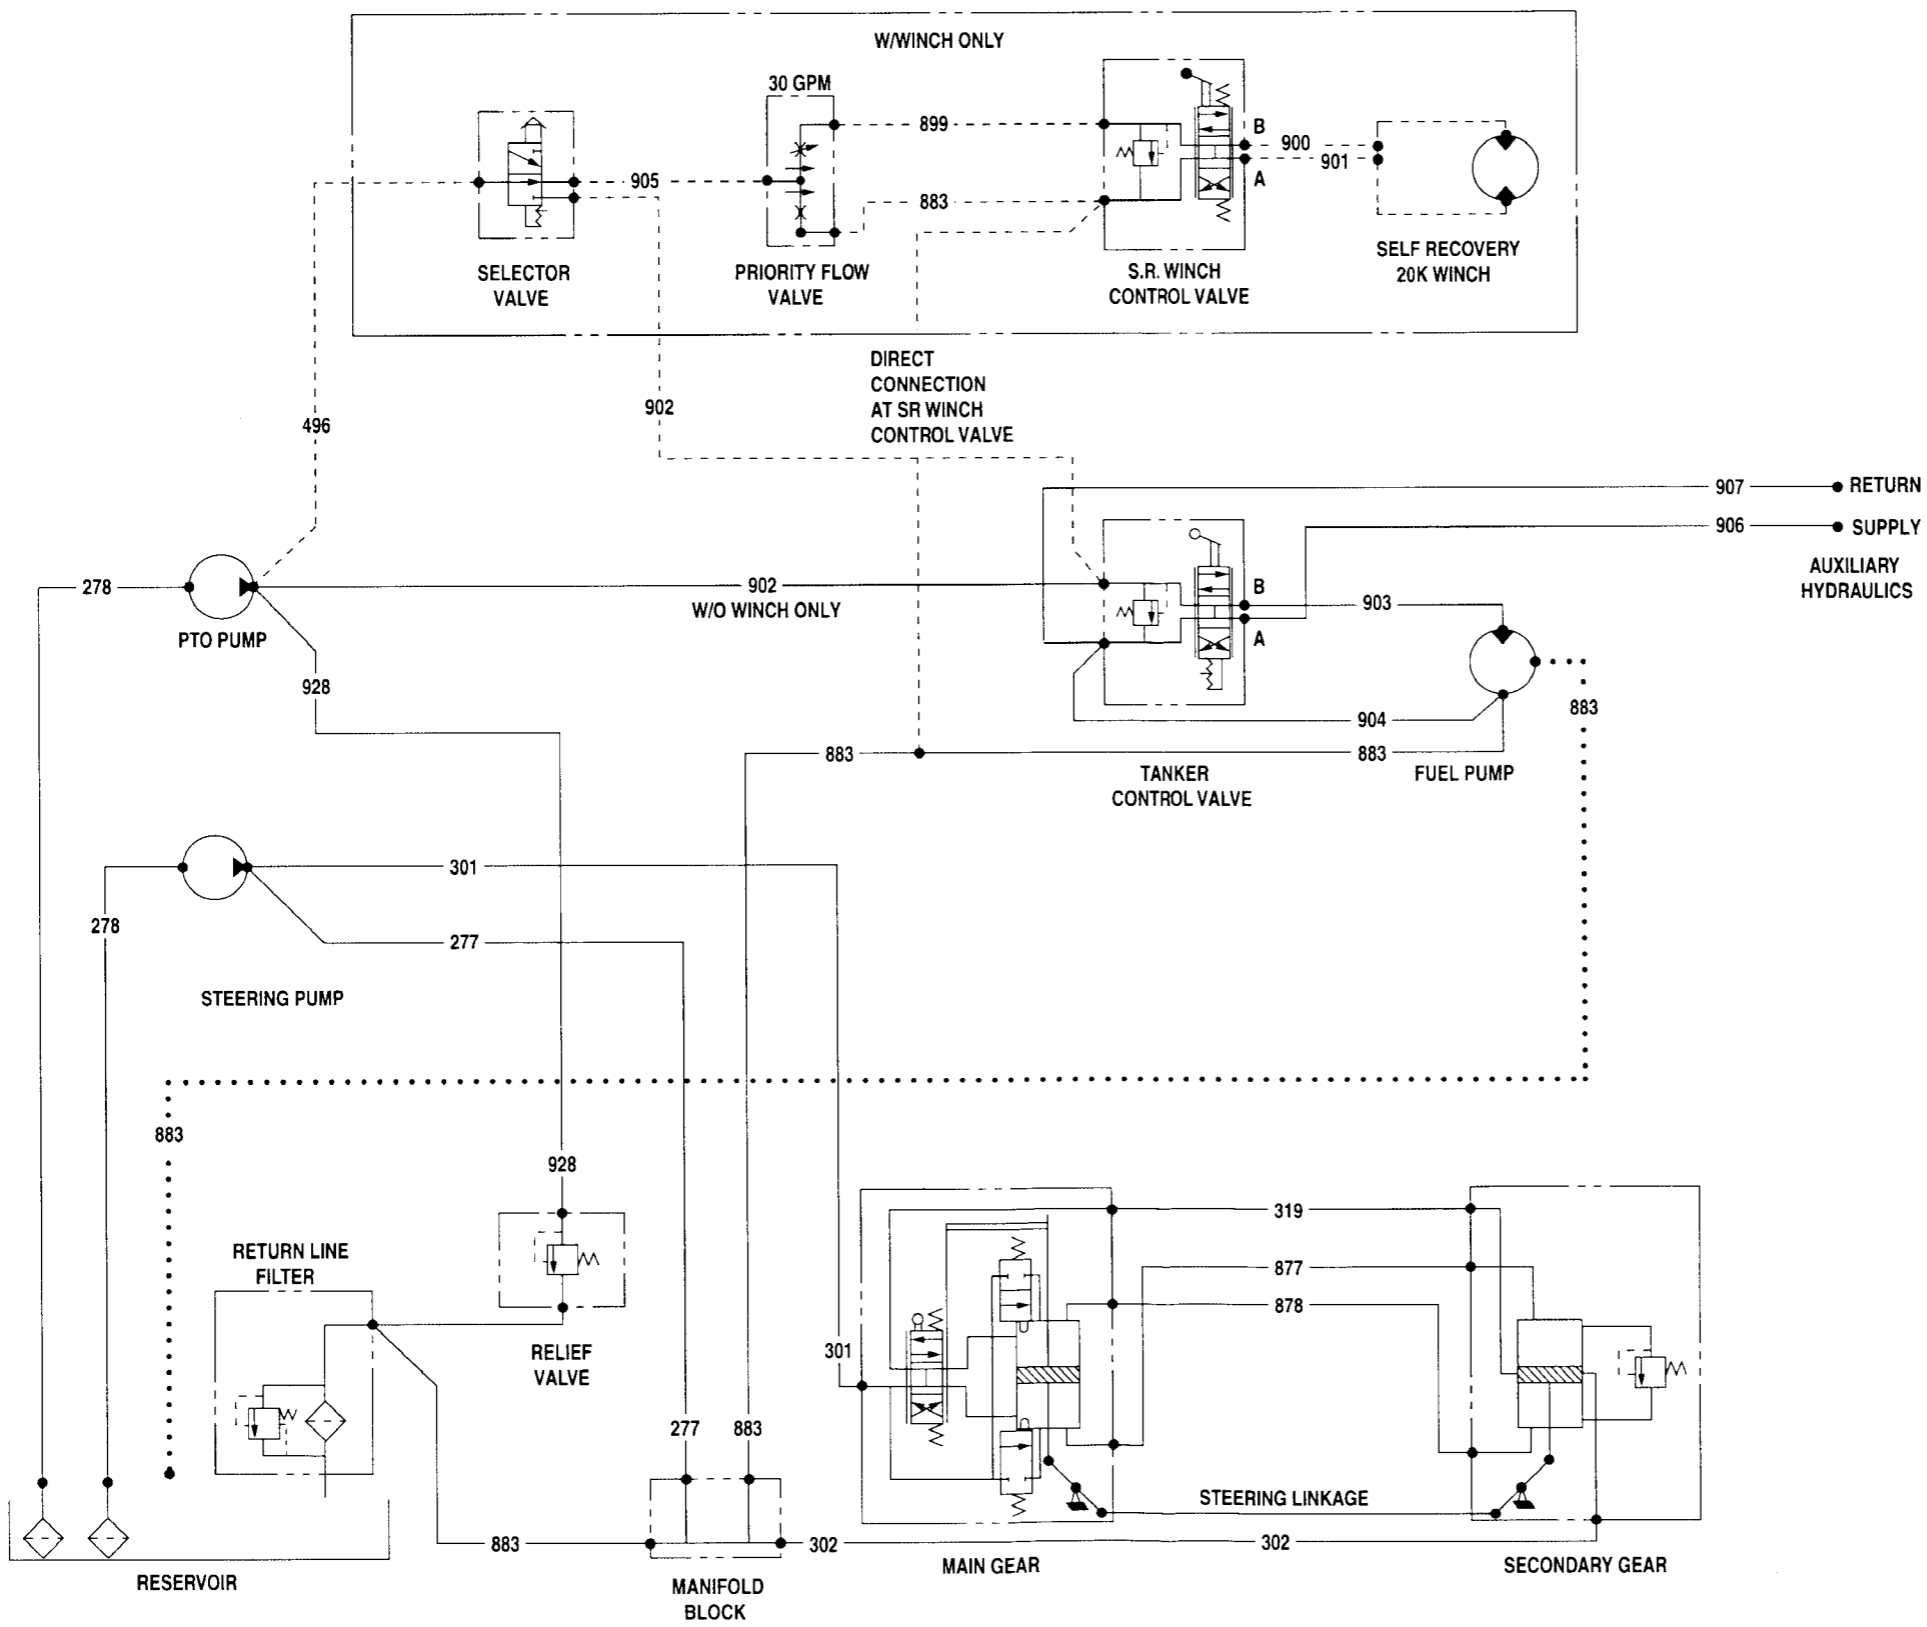 W/WINCH ONLY
30 GPM
899
B
900
901
A
905
883
SELECTOR
VALVE
PRIORITY FLOW
VALVE
S.R. WINCH
CONTROL VALVE
SELF RECOVERY
20K WINCH
DIRECT
CONNECTION
AT SR WINCH
CONTROL VALVE
496
902
907
RETURN
906
SUPPLY
AUXILIARY
HYDRAULICS
278
PTO PUMP
902
W/O WINCH ONLY
B
903
A
928
904
883
883
883
TANKER
CONTROL VALVE
FUEL PUMP
301
278
277
STEERING PUMP
883
928
RETURN LINE
FILTER
RELIEF
VALVE
319
877
878
301
277
883
STEERING LINKAGE
883
302
302
RESERVOIR
MANIFOLD
BLOCK
MAIN GEAR
SECONDARY GEAR